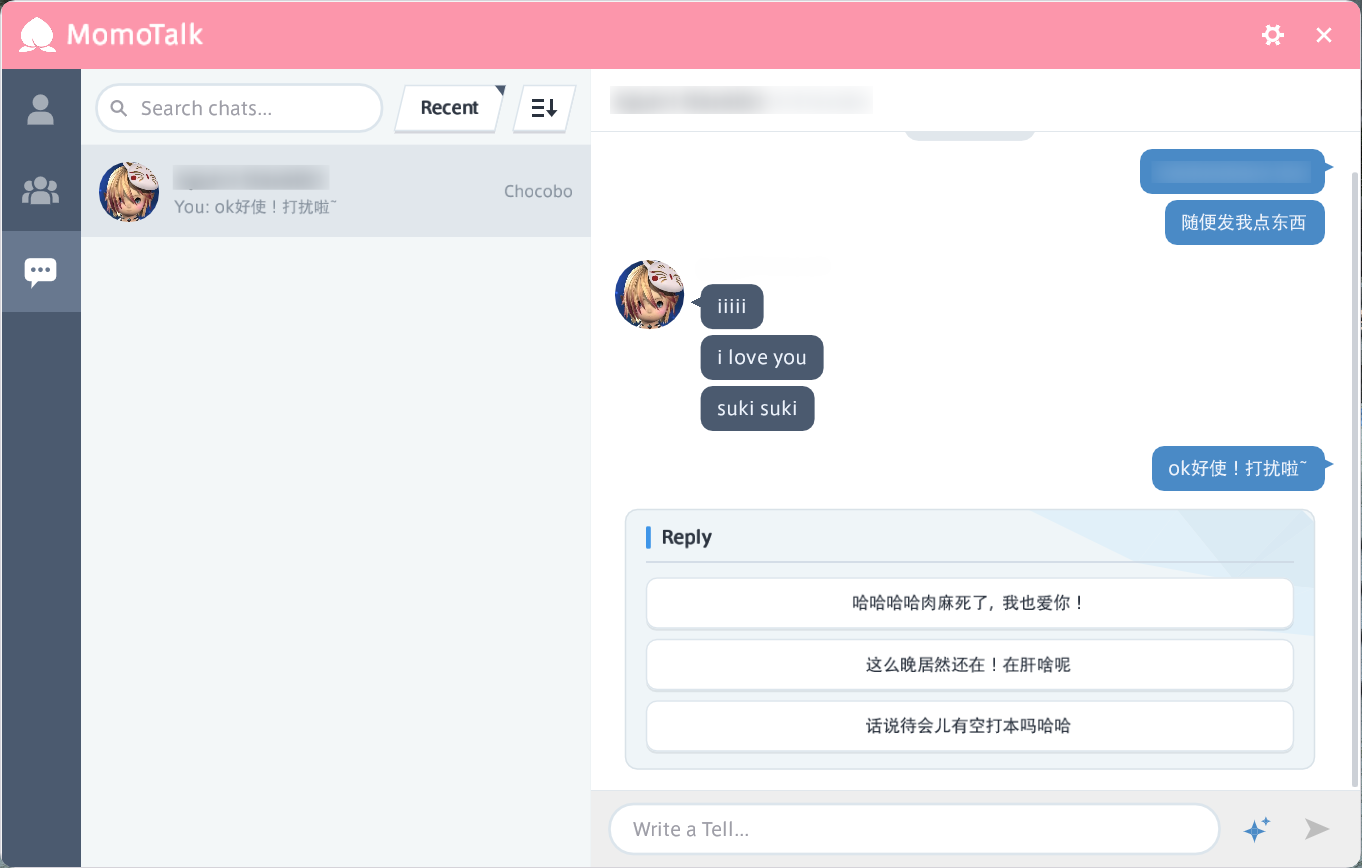 MomoTalk
Search chats...
Recent
You: ok好使！打扰啦~
Chocobo
随便发我点东西
iiiii
i love you
suki suki
ok好使！打扰啦~
Reply
哈哈哈哈肉麻死了，我也爱你！
这么晚居然还在！在肝啥呢
话说待会儿有空打本吗哈哈
Write a Tell...